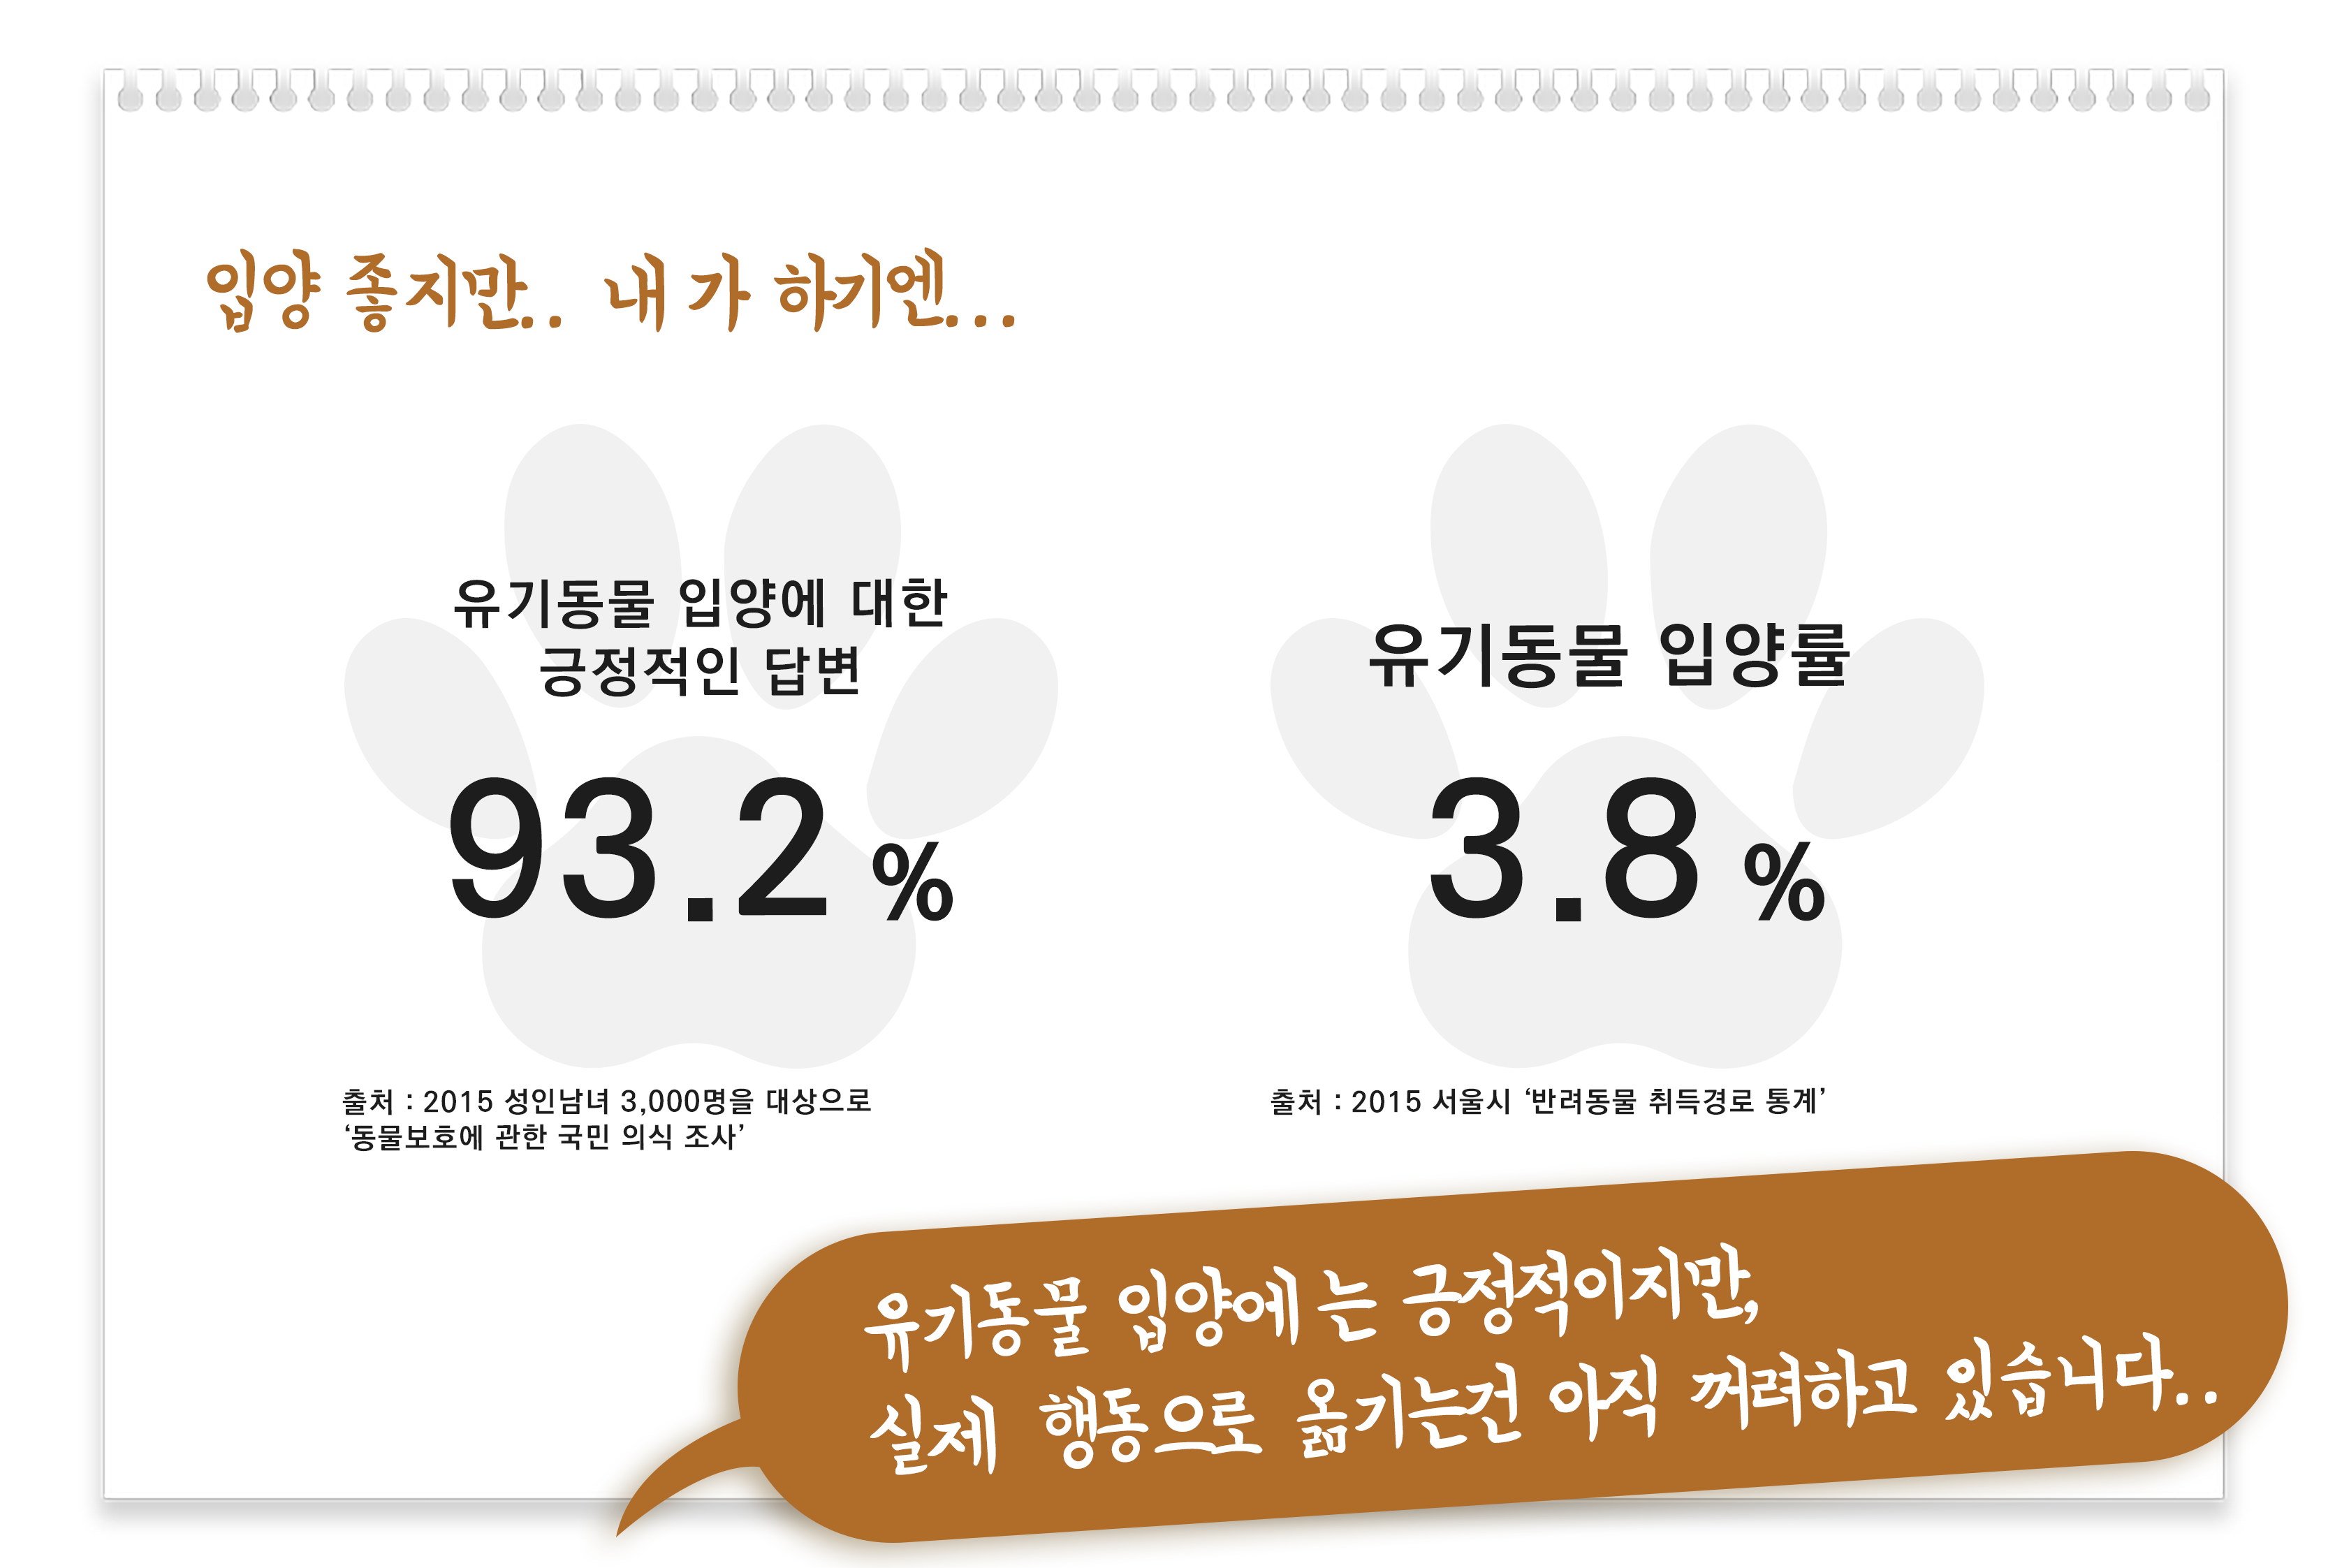 입양 좋지만.. 내가 하기엔...
유기동물 입양에 대한
긍정적인 답변
93.2 %
출처 : 2015 성인남녀 3,000명을 대상으로
‘동물보호에 관한 국민 의식 조사’
유기동물 입양률
3.8 %
출처 : 2015 서울시 ‘반려동물 취득경로 통계’
유기동물 입양에는 긍정적이지만,
실제 행동으로 옮기는건 아직 꺼려하고 있습니다..